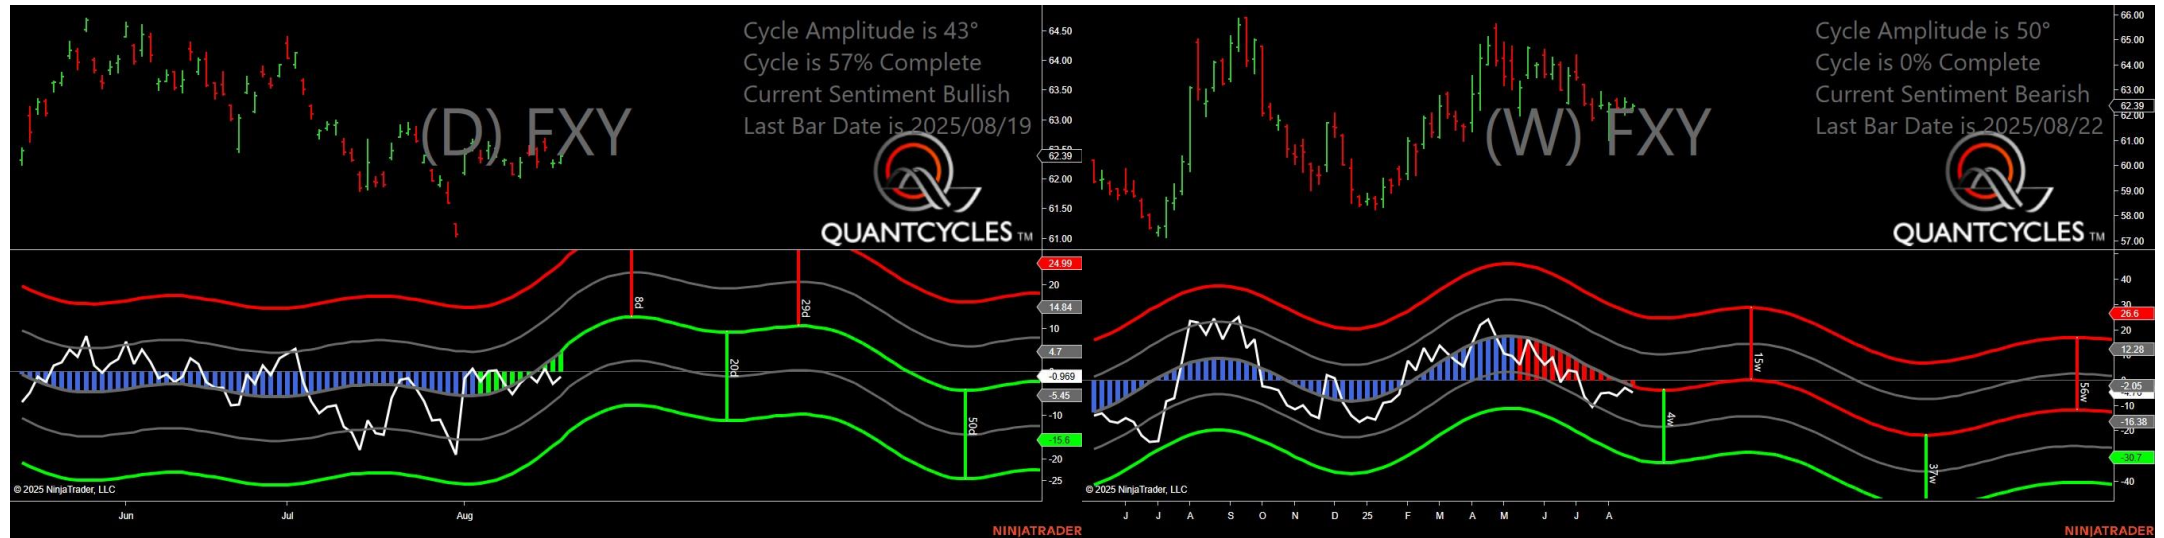 Cycle Amplitude is 43°
Cycle is 57% Complete
Current Sentiment Bullish
Last Bar Date is 2025/08/19
(D) FXY
QUANTCYCLES TM
64.50
64.00
63.50
63.00
62.50
62.39
62.00
61.50
61.00
24.99
20
14.84
10
4.7
-0.969
-5.45
-10
-15.6
-20
-25
8d
29d
20d
50d
© 2025 NinjaTrader, LLC
Jun
Jul
Aug
NINJATRADER
Cycle Amplitude is 50°
Cycle is 0% Complete
Current Sentiment Bearish
Last Bar Date is 2025/08/22
(W) FXY
QUANTCYCLES TM
66.00
65.00
64.00
63.00
62.39
62.00
61.00
60.00
59.00
58.00
57.00
40
30
26.6
20
12.28
-2.05
-10
-16.38
-20
-30.7
-40
15w
56w
4w
37w
© 2025 NinjaTrader, LLC
J J A S O N D 25 F M A M J J A
NINJATRADER